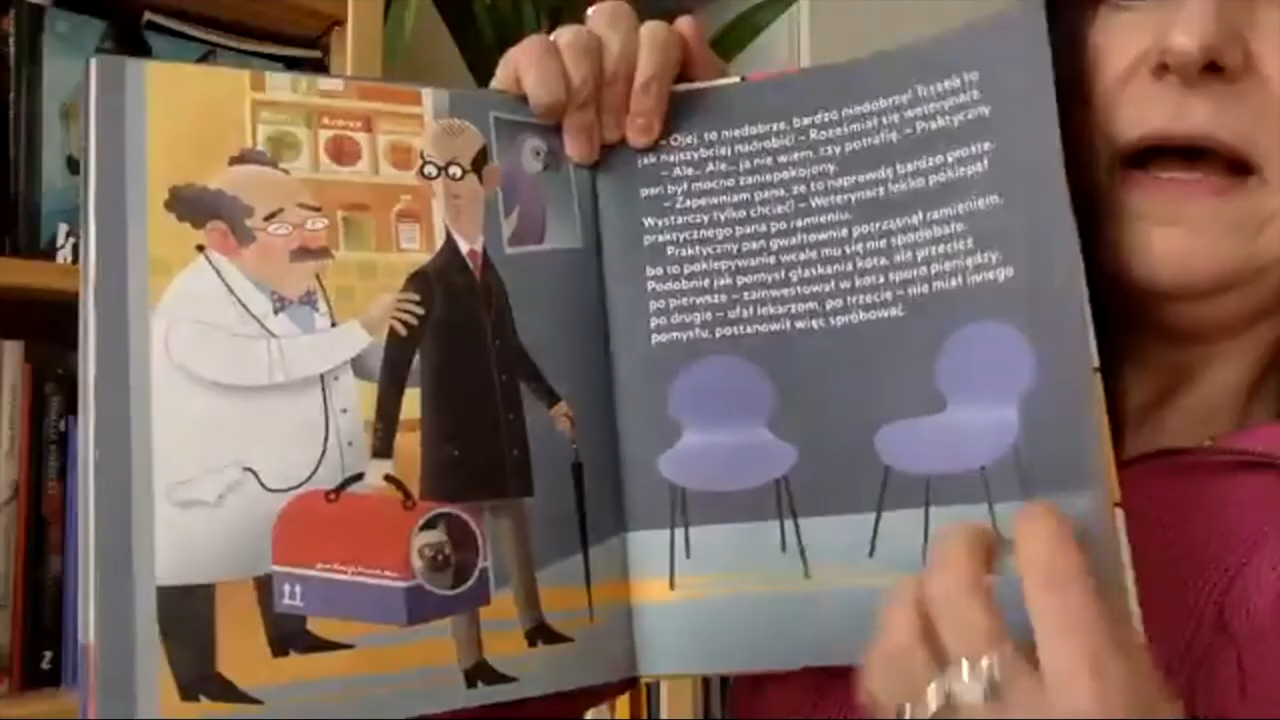 – Ojej, to niedobrze, bardzo niedobrze! Trzeba to
jak najszybciej nadrobić! – Roześmiał się weterynarz.
– Ale... Ale... ja nie wiem, czy potrafię. – Praktyczny
pan był mocno zaniepokojony.
– Zapewniam pana, że to naprawdę bardzo proste.
Wystarczy tylko chcieć! – Weterynarz lekko poklepał
praktycznego pana po ramieniu.
Praktyczny pan gwałtownie potrząsnął ramieniem,
bo to poklepywanie wcale mu się nie spodobało.
Podobnie jak pomysł głaskania kota, ale przecież
po pierwsze – zainwestował w kota sporo pieniędzy,
po drugie – ufał lekarzom, po trzecie – nie miał innego
pomysłu, postanowił więc spróbować.